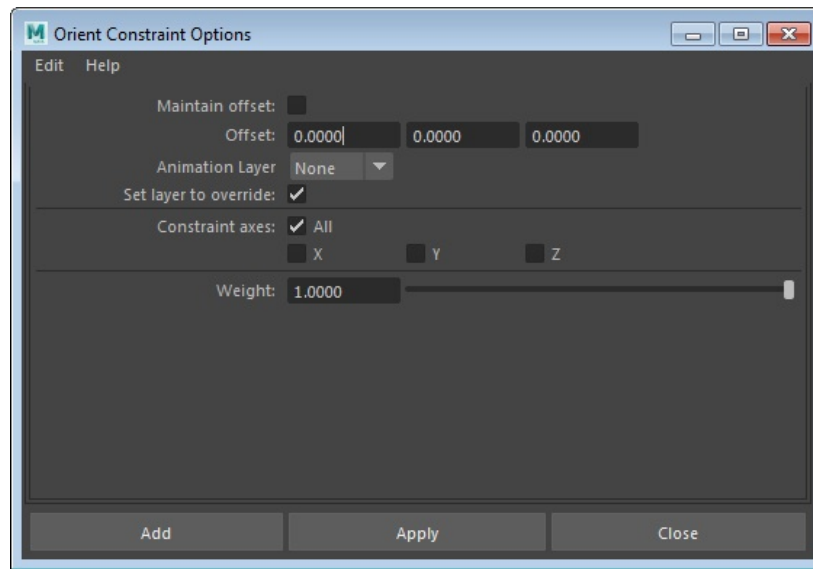 Orient Constraint Options
Edit Help
Maintain offset:
Offset: 0.0000 0.0000 0.0000
Animation Layer None
Set layer to override:
Constraint axes: All
X Y Z
Weight: 1.0000
Add Apply Close